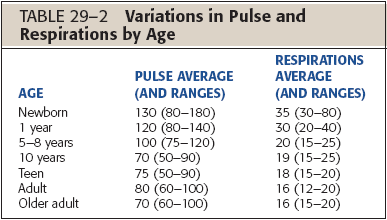 TABLE 29–2 Variations in Pulse and
Respirations by Age
RESPIRATIONS
PULSE AVERAGE AVERAGE
AGE (AND RANGES) (AND RANGES)
Newborn 130 (80–180) 35 (30–80)
1 year 120 (80–140) 30 (20–40)
5–8 years 100 (75–120) 20 (15–25)
10 years 70 (50–90) 19 (15–25)
Teen 75 (50–90) 18 (15–20)
Adult 80 (60–100) 16 (12–20)
Older adult 70 (60–100) 16 (15–20)